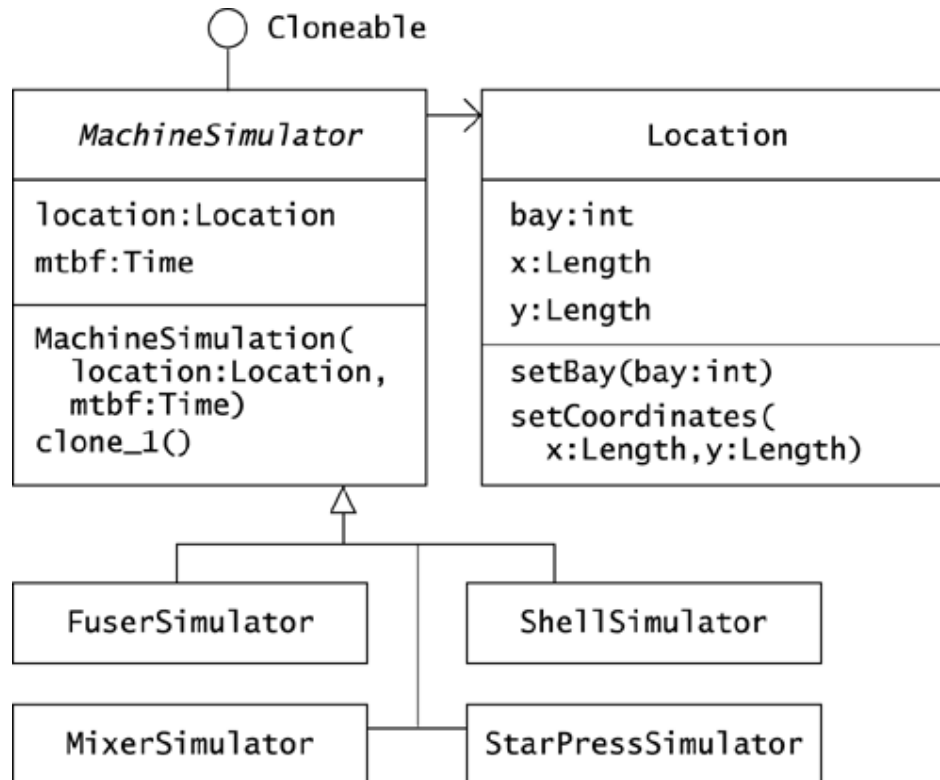 Cloneable
MachineSimulator
location:Location
mtbf:Time
MachineSimulation(
location:Location,
mtbf:Time)
clone_1()
Location
bay:int
x:Length
y:Length
setBay(bay:int)
setCoordinates(
x:Length,y:Length)
FuserSimulator
ShellSimulator
MixerSimulator
StarPressSimulator